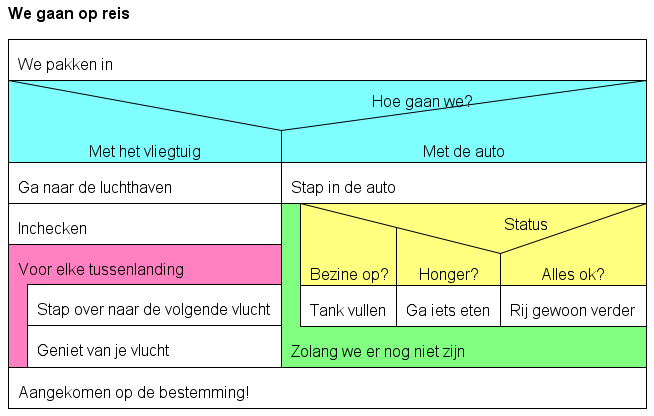 We gaan op reis
We pakken in
Hoe gaan we?
Met het vliegtuig
Met de auto
Ga naar de luchthaven
Stap in de auto
Inchecken
Status
Voor elke tussenlanding
Bezine op?
Honger?
Alles ok?
Stap over naar de volgende vlucht
Tank vullen
Ga iets eten
Rij gewoon verder
Geniet van je vlucht
Zolang we er nog niet zijn
Aangekomen op de bestemming!